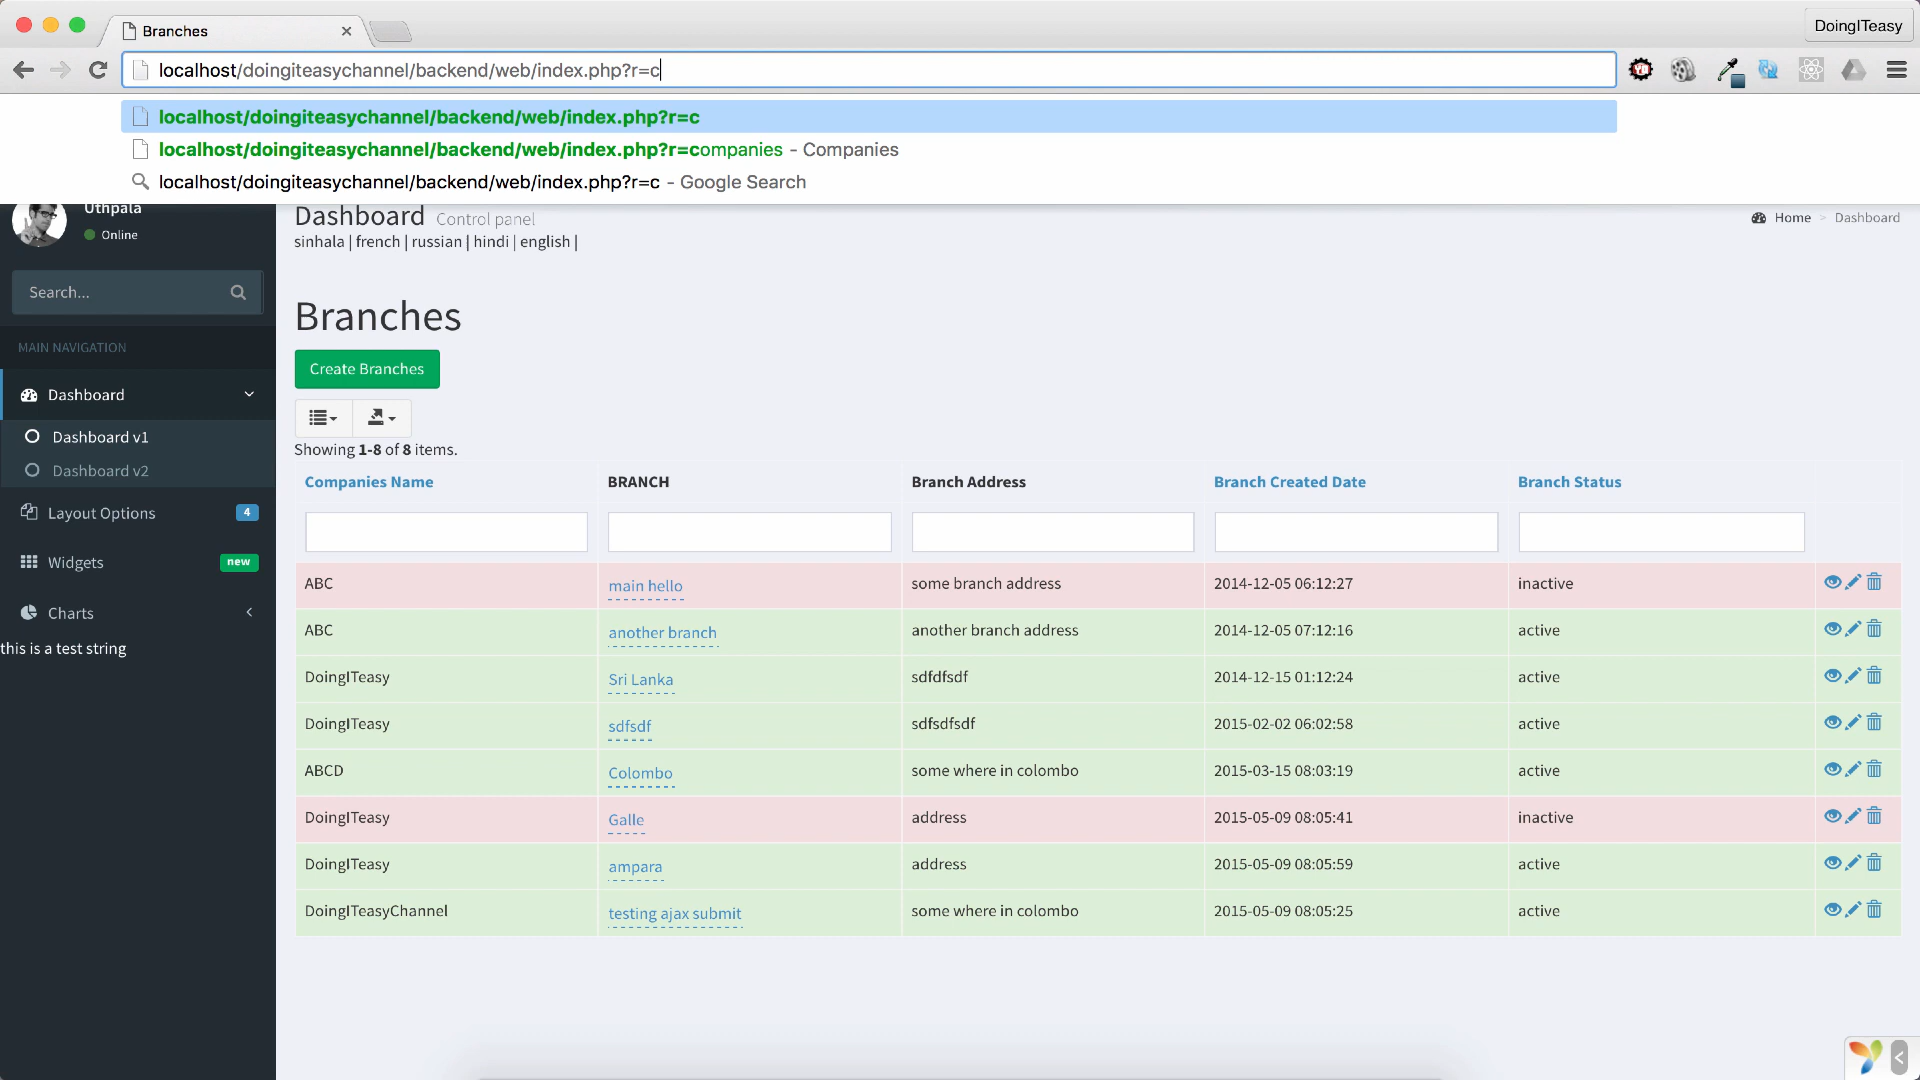 Branches
DoingITeasy
localhost/doingiteasychannel/backend/web/index.php?r=c
localhost/doingiteasychannel/backend/web/index.php?r=c
localhost/doingiteasychannel/backend/web/index.php?r=companies - Companies
localhost/doingiteasychannel/backend/web/index.php?r=c - Google Search
Uthpala
Online
Search...
MAIN NAVIGATION
Dashboard
Dashboard v1
Dashboard v2
Layout Options 4
Widgets new
Charts
this is a test string
Dashboard Control panel
Home > Dashboard
sinhala | french | russian | hindi | english |
Branches
Create Branches
Showing 1-8 of 8 items.
Companies Name BRANCH Branch Address Branch Created Date Branch Status
ABC main hello some branch address 2014-12-05 06:12:27 inactive
ABC another branch another branch address 2014-12-05 07:12:16 active
DoingITeasy Sri Lanka sdfdfsdf 2014-12-15 01:12:24 active
DoingITeasy sdfsdf sdfsdfsdf 2015-02-02 06:02:58 active
ABCD Colombo some where in colombo 2015-03-15 08:03:19 active
DoingITeasy Galle address 2015-05-09 08:05:41 inactive
DoingITeasy ampara address 2015-05-09 08:05:59 active
DoingITeasyChannel testing ajax submit some where in colombo 2015-05-09 08:05:25 active